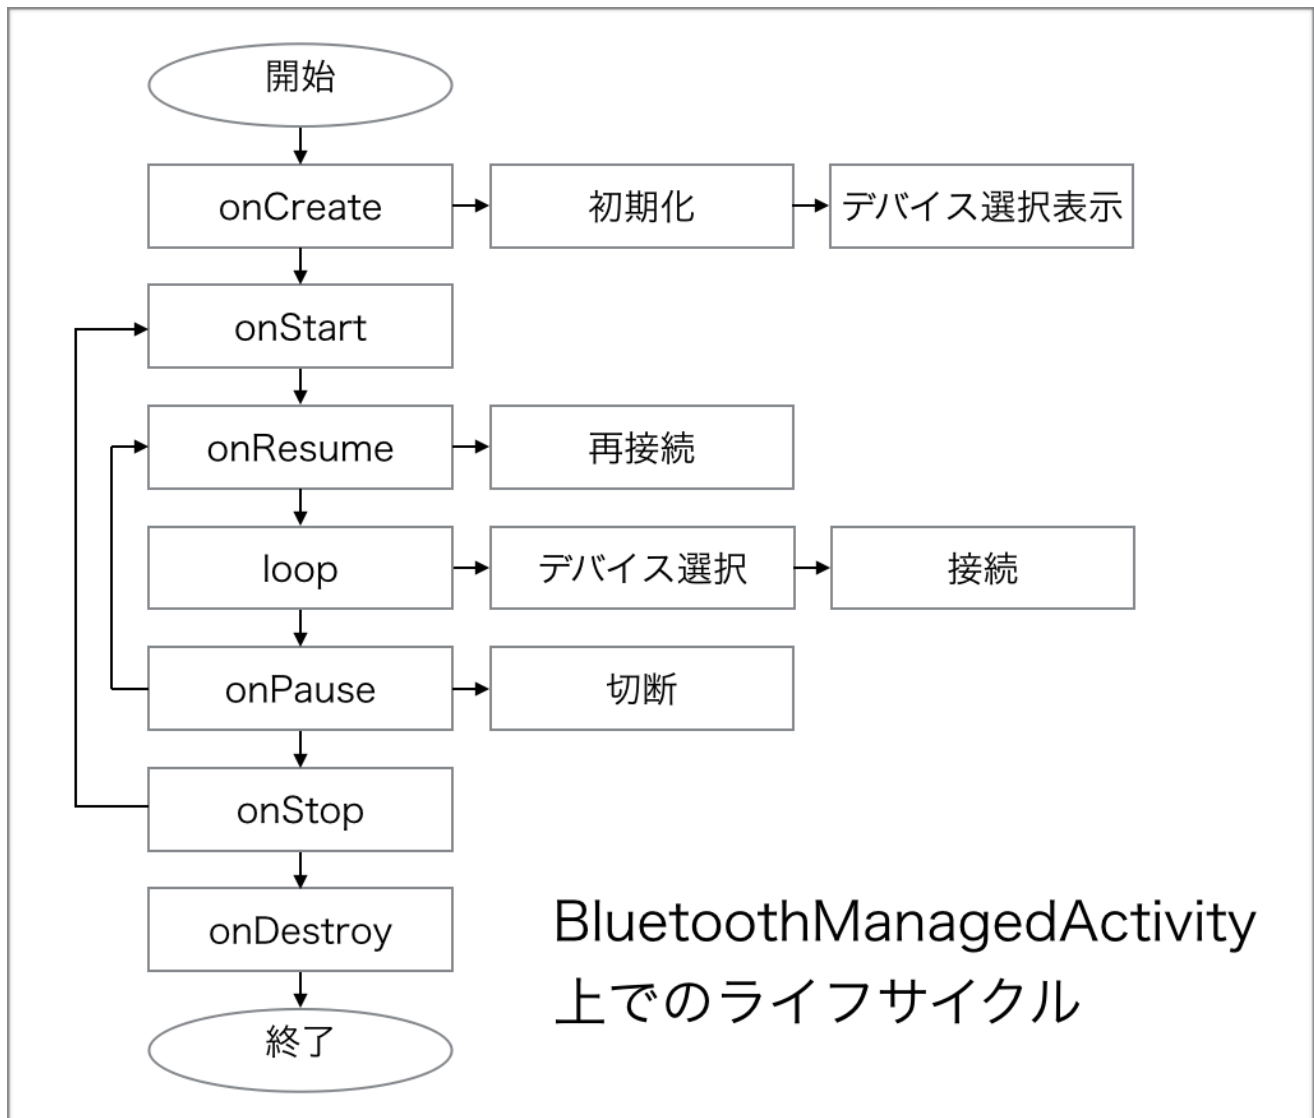 開始
onCreate
初期化
デバイス選択表示
onStart
onResume
再接続
loop
デバイス選択
接続
onPause
切断
onStop
onDestroy
終了
BluetoothManagedActivity
上でのライフサイクル